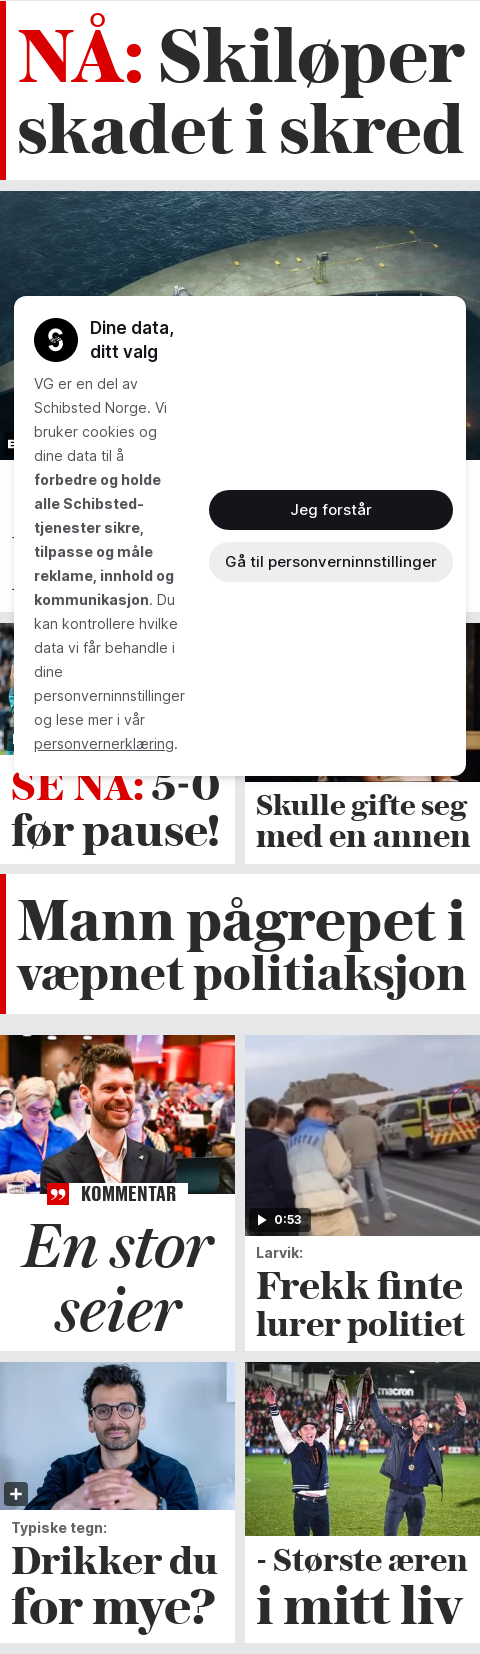 NÅ: Skiløper
skadet i skred
Dine data,
ditt valg
VG er en del av
Schibsted Norge. Vi
bruker cookies og
dine data til å
forbedre og holde
alle Schibsted-
tjenester sikre,
tilpasse og måle
reklame, innhold og
kommunikasjon. Du
kan kontrollere hvilke
data vi får behandle i
dine
personverninnstillinger
og lese mer i vår
personvernerklæring.
Jeg forstår
Gå til personverninnstillinger
SE NÅ: 5-0
før pause!
Skulle gifte seg
med en annen
Mann pågrepet i
væpnet politiaksjon
KOMMENTAR
En stor
seier
0:53
Larvik:
Frekk finte
lurer politiet
Typiske tegn:
Drikker du
for mye?
macron
- Største æren
i mitt liv